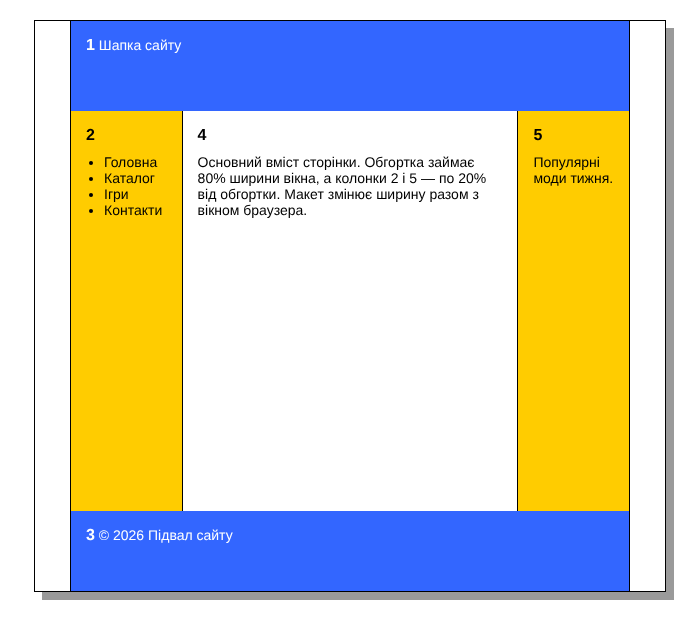 1 Шапка сайту
2
• Головна
• Каталог
• Ігри
• Контакти
4
Основний вміст сторінки. Обгортка займає
80% ширини вікна, а колонки 2 і 5 — по 20%
від обгортки. Макет змінює ширину разом з
вікном браузера.
5
Популярні
моди тижня.
3 © 2026 Підвал сайту